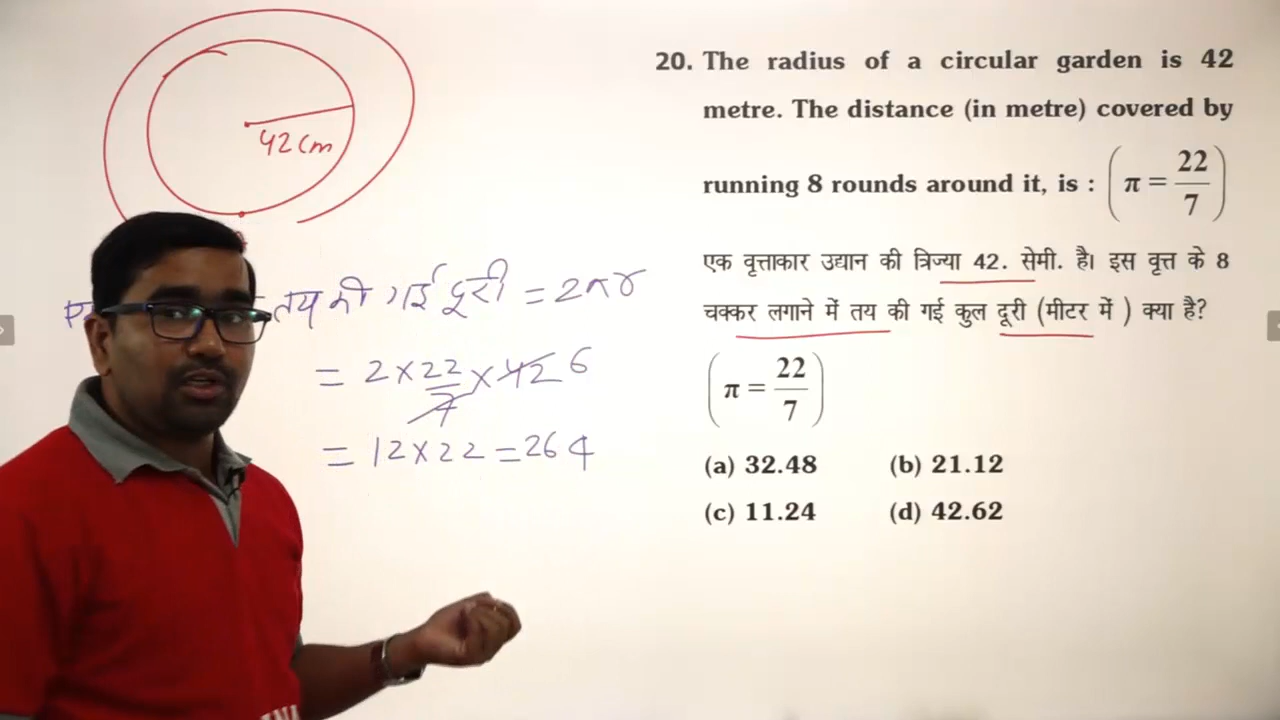 42cm
20. The radius of a circular garden is 42
metre. The distance (in metre) covered by
running 8 rounds around it, is : (π = 22/7)
एक वृत्ताकार उद्यान की त्रिज्या 42. सेमी. है। इस वृत्त के 8
चक्कर लगाने में तय की गई कुल दूरी (मीटर में ) क्या है?
(π = 22/7)
(a) 32.48 (b) 21.12
(c) 11.24 (d) 42.62
तय की गई दूरी = 2πr
= 2 × 22/7 × 42 6
= 12 × 22 = 264